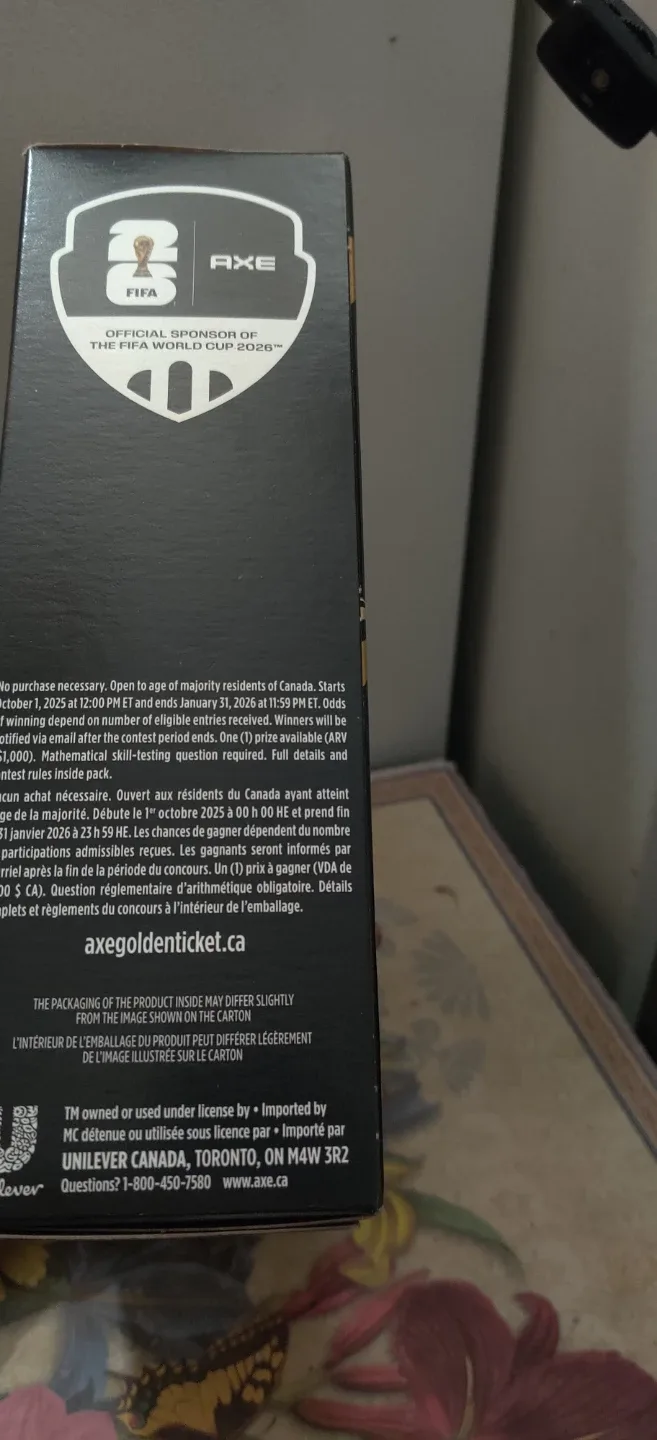 26
FIFA
AXE
OFFICIAL SPONSOR OF
THE FIFA WORLD CUP 2026™
No purchase necessary. Open to age of majority residents of Canada. Starts
ctober 1, 2025 at 12:00 PM ET and ends January 31, 2026 at 11:59 PM ET. Odds
f winning depend on number of eligible entries received. Winners will be
otified via email after the contest period ends. One (1) prize available (ARV
$1,000). Mathematical skill-testing question required. Full details and
ntest rules inside pack.
cun achat nécessaire. Ouvert aux résidents du Canada ayant atteint
ge de la majorité. Débute le 1er octobre 2025 à 00 h 00 HE et prend fin
31 janvier 2026 à 23 h 59 HE. Les chances de gagner dépendent du nombre
participations admissibles reçues. Les gagnants seront informés par
rriel après la fin de la période du concours. Un (1) prix à gagner (VDA de
00 $ CA). Question réglementaire d'arithmétique obligatoire. Détails
plets et règlements du concours à l'intérieur de l'emballage.
axegoldenticket.ca
THE PACKAGING OF THE PRODUCT INSIDE MAY DIFFER SLIGHTLY
FROM THE IMAGE SHOWN ON THE CARTON
L'INTÉRIEUR DE L'EMBALLAGE DU PRODUIT PEUT DIFFÉRER LÉGÈREMENT
DE L'IMAGE ILLUSTRÉE SUR LE CARTON
TM owned or used under license by • Imported by
MC détenue ou utilisée sous licence par • Importé par
UNILEVER CANADA, TORONTO, ON M4W 3R2
lever Questions? 1-800-450-7580 www.axe.ca